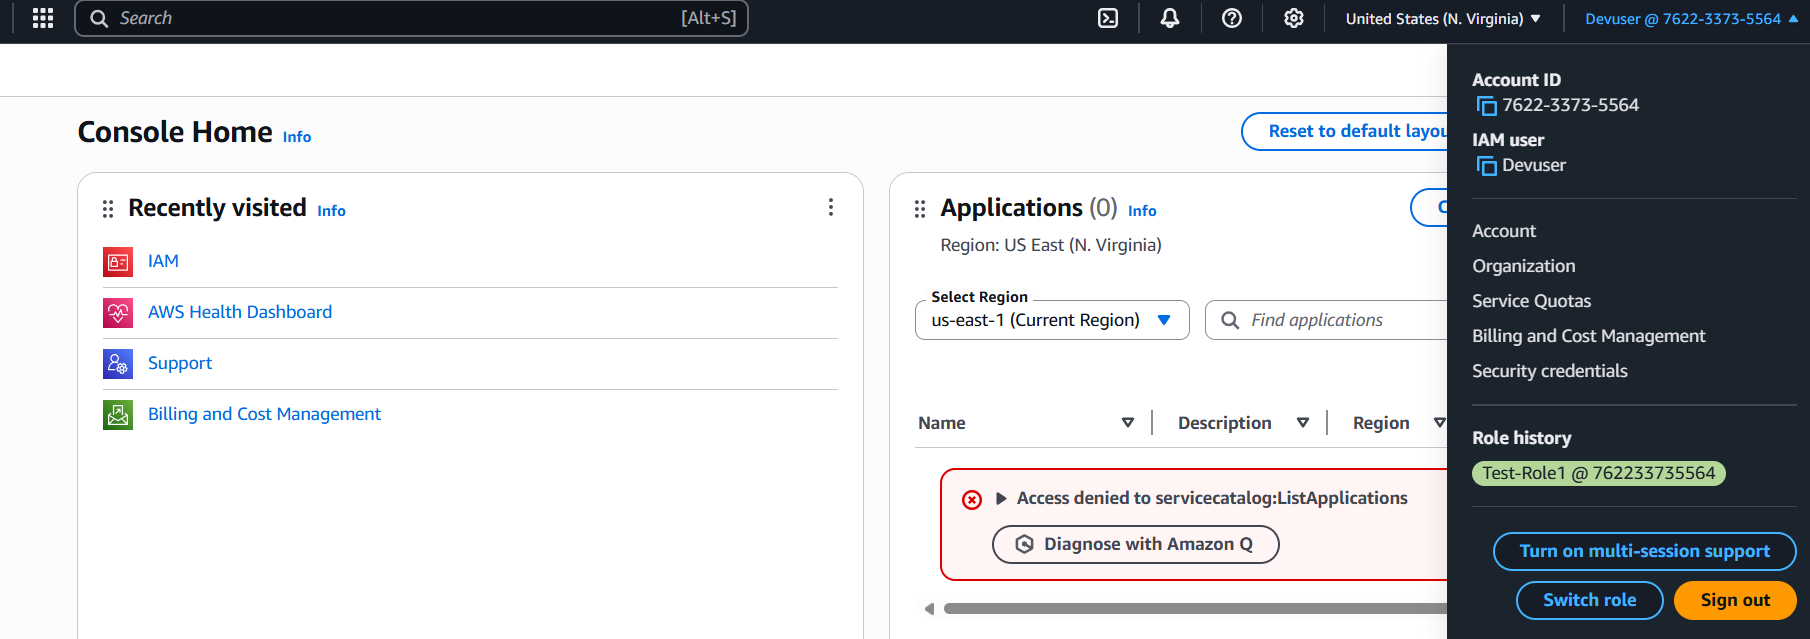 Search [Alt+S] United States (N. Virginia) Devuser @ 7622-3373-5564
Console Home Info
Reset to default layou
Recently visited Info
IAM
AWS Health Dashboard
Support
Billing and Cost Management
Applications (0) Info
C
Region: US East (N. Virginia)
Select Region
us-east-1 (Current Region)
Find applications
Name Description Region
Access denied to servicecatalog:ListApplications
Diagnose with Amazon Q
Account ID
7622-3373-5564
IAM user
Devuser
Account
Organization
Service Quotas
Billing and Cost Management
Security credentials
Role history
Test-Role1 @ 762233735564
Turn on multi-session support
Switch role Sign out